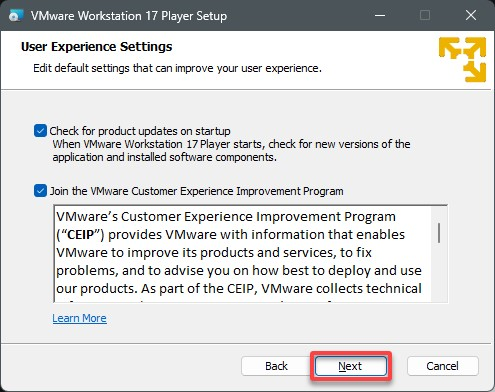 VMware Workstation 17 Player Setup
User Experience Settings
Edit default settings that can improve your user experience.
Check for product updates on startup
When VMware Workstation 17 Player starts, check for new versions of the
application and installed software components.
Join the VMware Customer Experience Improvement Program
VMware's Customer Experience Improvement Program
("CEIP") provides VMware with information that enables
VMware to improve its products and services, to fix
problems, and to advise you on how best to deploy and use
our products. As part of the CEIP, VMware collects technical
Learn More
Back
Next
Cancel